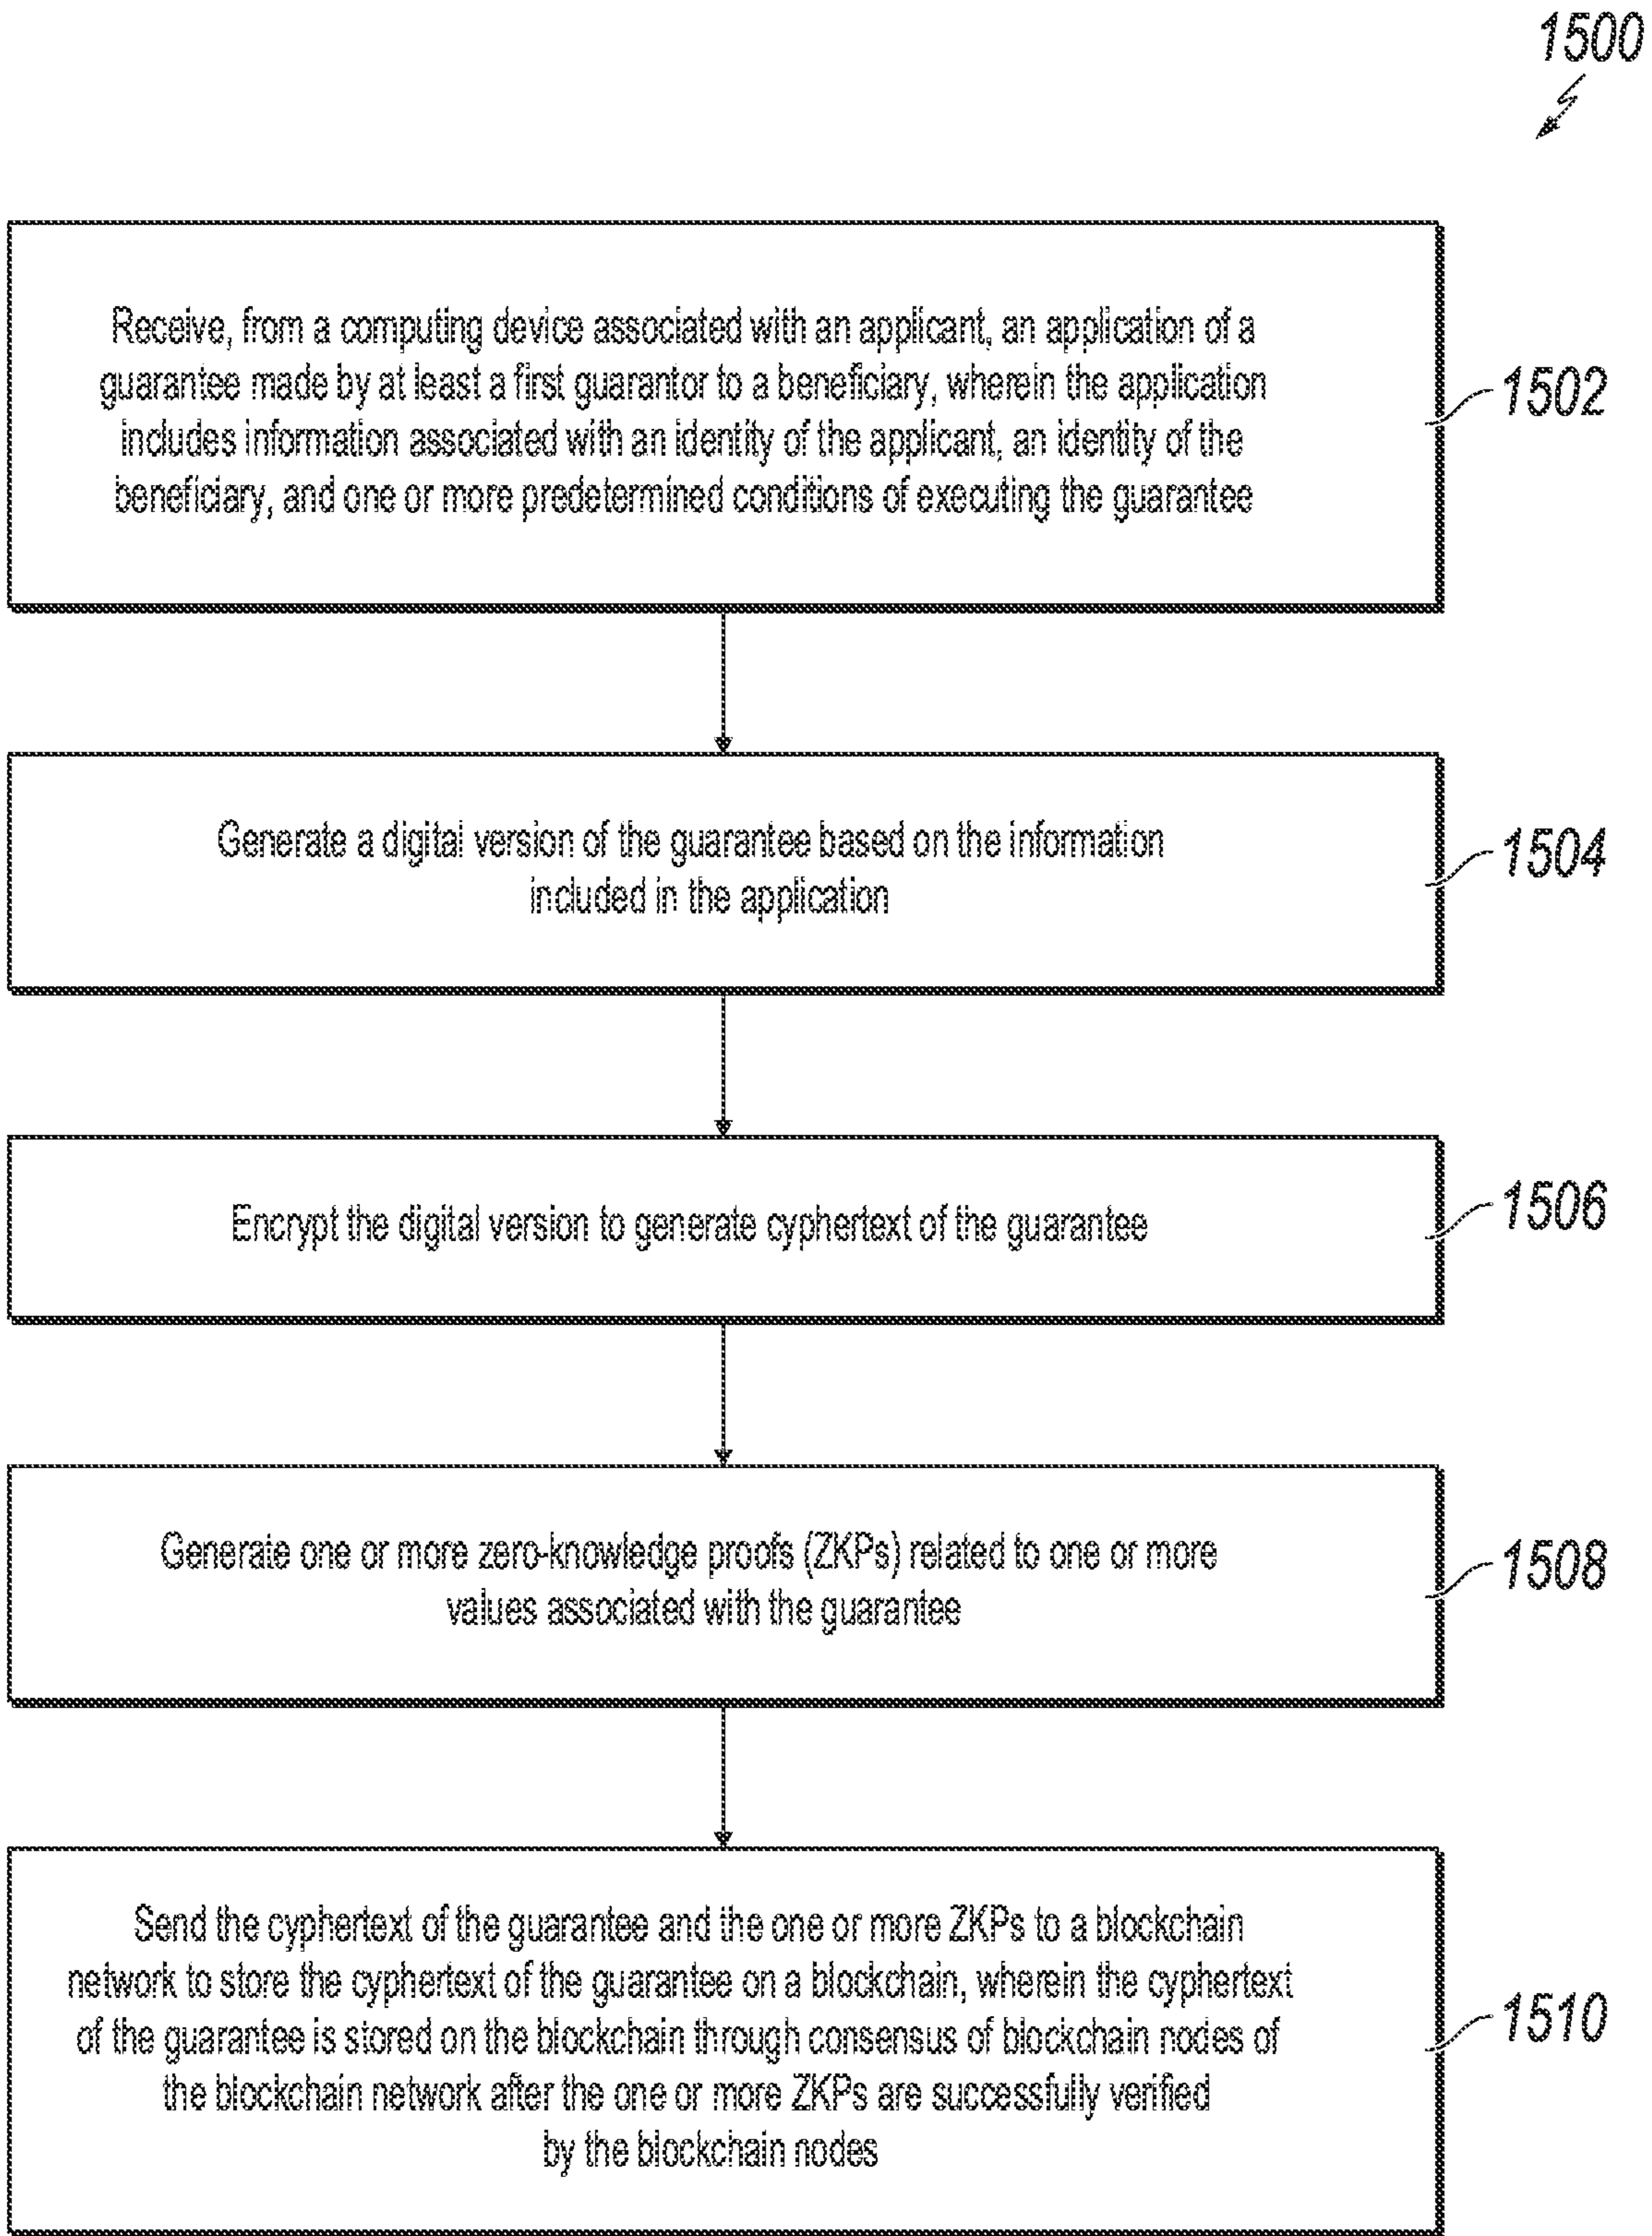 1500
Receive, from a computing device associated with an applicant, an application of a
guarantee made by at least a first guarantor to a beneficiary, wherein the application
includes information associated with an identity of the applicant, an identity of the
beneficiary, and one or more predetermined conditions of executing the guarantee
1502
Generate a digital version of the guarantee based on the information
included in the application
1504
Encrypt the digital version to generate cyphertext of the guarantee
1506
Generate one or more zero-knowledge proofs (ZKPs) related to one or more
values associated with the guarantee
1508
Send the cyphertext of the guarantee and the one or more ZKPs to a blockchain
network to store the cyphertext of the guarantee on a blockchain, wherein the cyphertext
of the guarantee is stored on the blockchain through consensus of blockchain nodes of
the blockchain network after the one or more ZKPs are successfully verified
by the blockchain nodes
1510